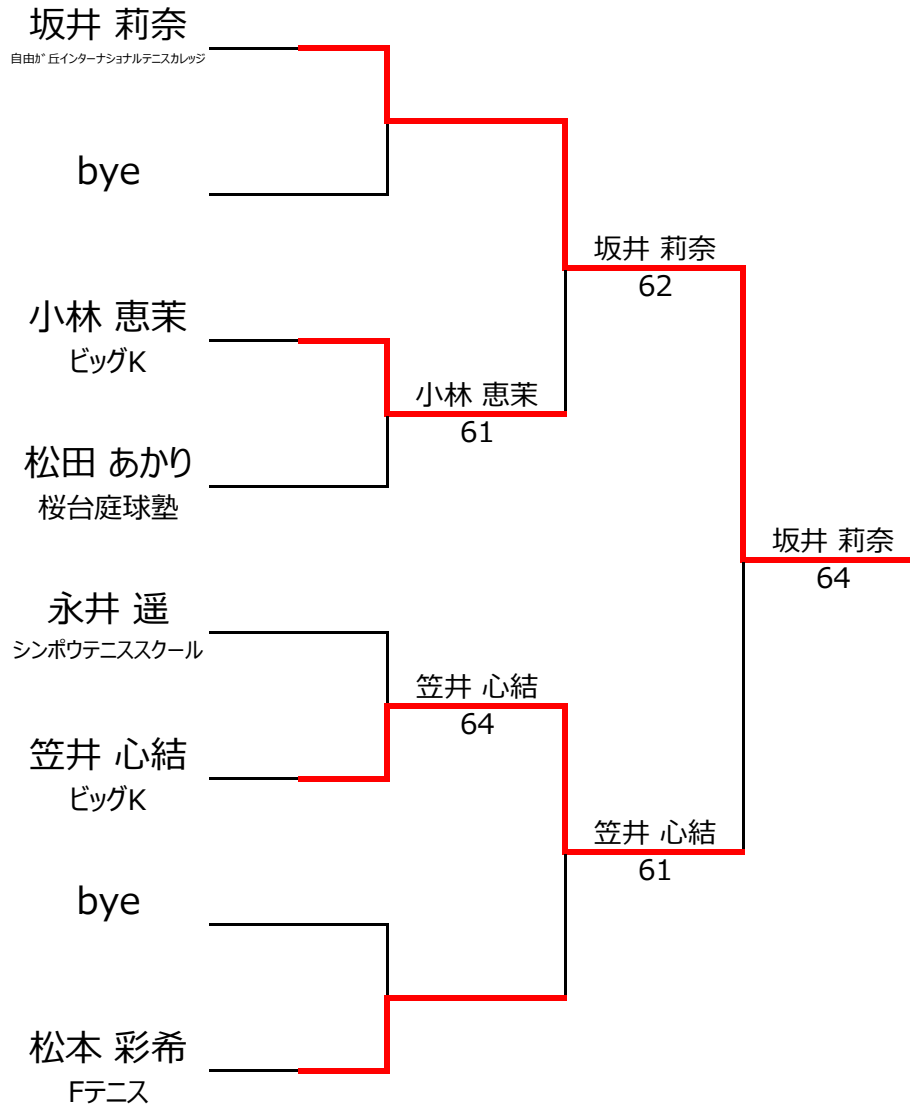 坂井 莉奈
自由ガ丘インターナショナルテニスカレッジ
bye
坂井 莉奈
62
小林 恵茉
ビッグK
小林 恵茉
61
松田 あかり
桜台庭球塾
坂井 莉奈
64
永井 遥
シンポウテニススクール
笠井 心結
64
笠井 心結
ビッグK
笠井 心結
61
bye
松本 彩希
Fテニス